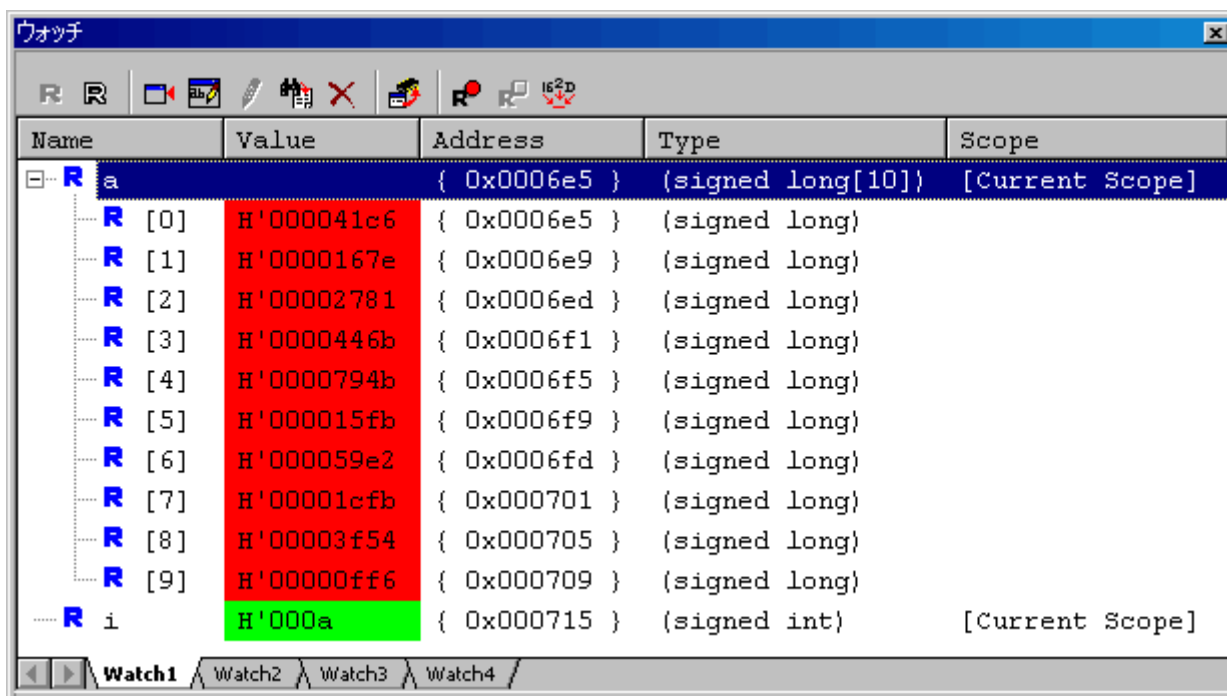 ウォッチ
Name Value Address Type Scope
R a { 0x0006e5 } (signed long[10]) [Current Scope]
R [0] H'000041c6 { 0x0006e5 } (signed long)
R [1] H'0000167e { 0x0006e9 } (signed long)
R [2] H'00002781 { 0x0006ed } (signed long)
R [3] H'0000446b { 0x0006f1 } (signed long)
R [4] H'0000794b { 0x0006f5 } (signed long)
R [5] H'000015fb { 0x0006f9 } (signed long)
R [6] H'000059e2 { 0x0006fd } (signed long)
R [7] H'00001cfb { 0x000701 } (signed long)
R [8] H'00003f54 { 0x000705 } (signed long)
R [9] H'00000ff6 { 0x000709 } (signed long)
R i H'000a { 0x000715 } (signed int) [Current Scope]
Watch1 Watch2 Watch3 Watch4